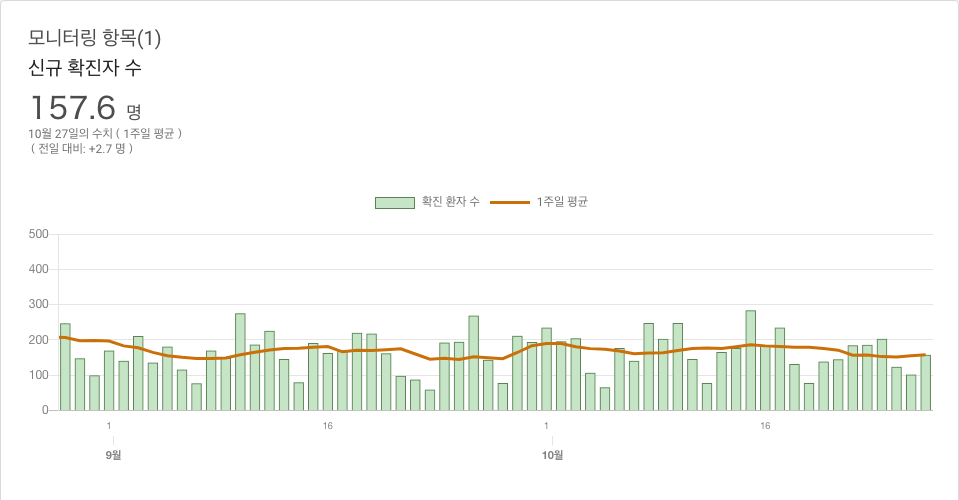 모니터링 항목(1)
신규 확진자 수
157.6 명
10월 27일의 수치 ( 1주일 평균 )
( 전일 대비: +2.7 명 )
확진 환자 수 1주일 평균
500
400
300
200
100
0
1 16 1 16
9월 10월